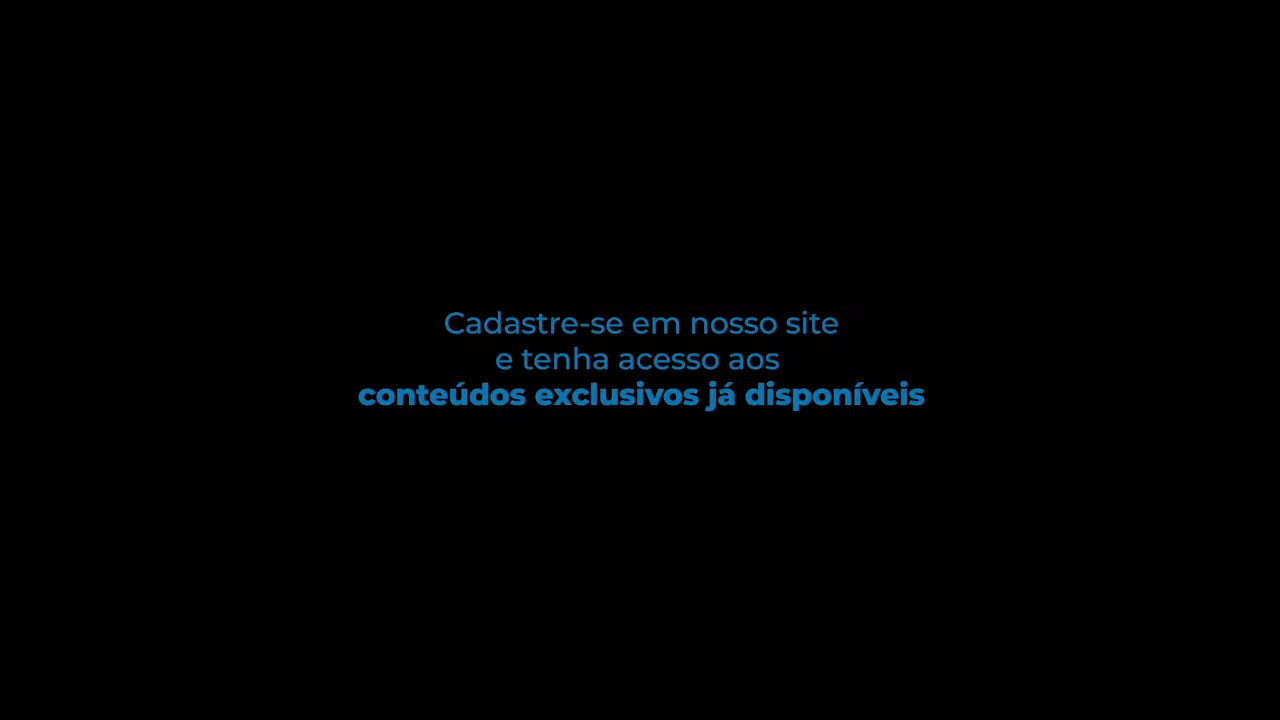 Cadastre-se em nosso site
e tenha acesso aos
conteúdos exclusivos já disponíveis